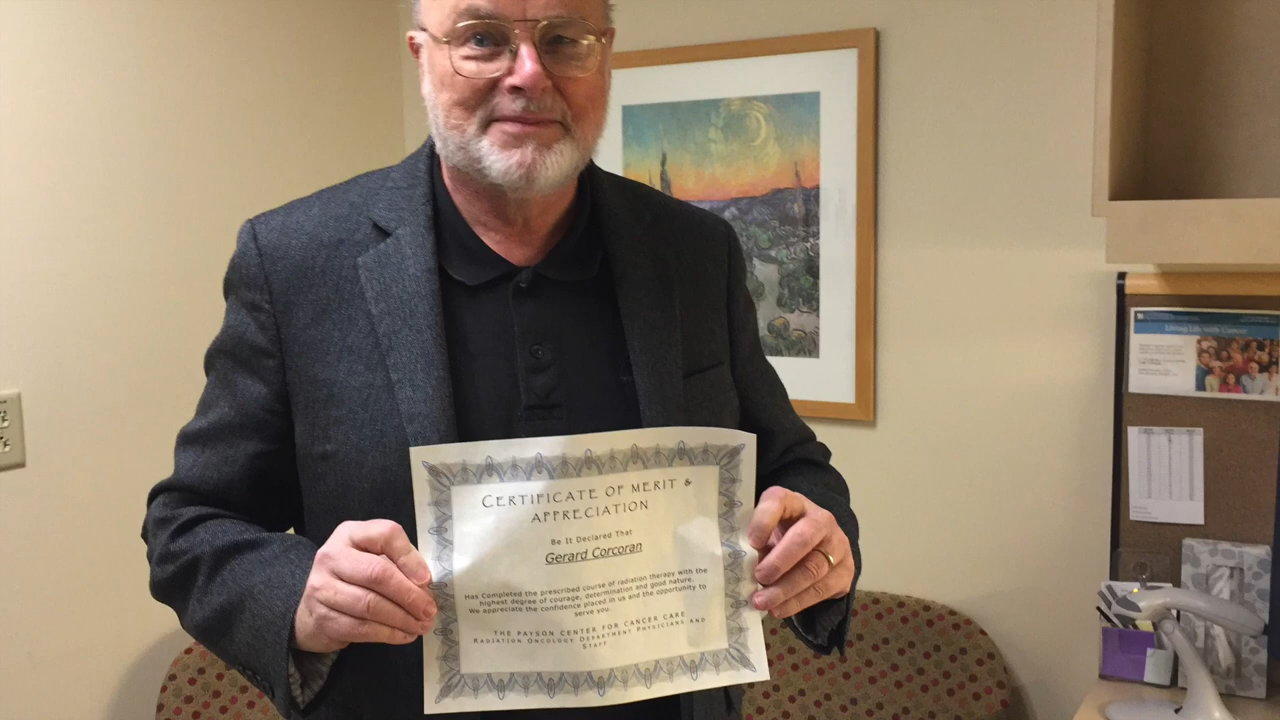 CERTIFICATE OF MERIT &
APPRECIATION
Be It Declared That
Gerard Corcoran
Has Completed the prescribed course of radiation therapy with the
highest degree of courage, determination and good nature.
We appreciate the confidence placed in us and the opportunity to
serve you.
THE PAYSON CENTER FOR CANCER CARE
RADIATION ONCOLOGY DEPARTMENT PHYSICIANS AND
STAFF
Living Life with Cancer